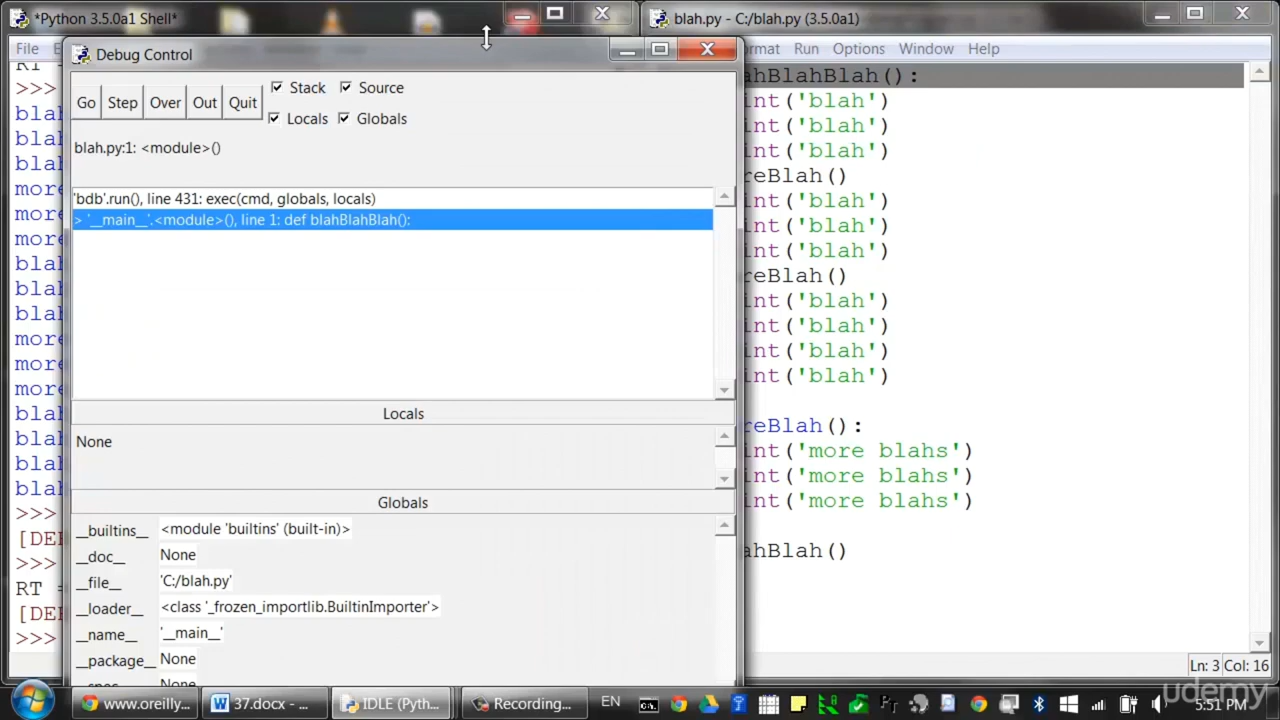 *Python 3.5.0a1 Shell*
blah.py - C:/blah.py (3.5.0a1)
File
Debug Control
ormat Run Options Window Help
RT =
>>>
Go Step Over Out Quit
Stack Source
Locals Globals
blah.py:1: <module>()
'bdb'.run(), line 431: exec(cmd, globals, locals)
> '__main__'.<module>(), line 1: def blahBlahBlah():
Locals
None
Globals
__builtins__ <module 'builtins' (built-in)>
__doc__ None
__file__ 'C:/blah.py'
__loader__ <class '_frozen_importlib.BuiltinImporter'>
__name__ '__main__'
__package__ None
blah
blah
blah
more
more
more
blah
blah
blah
more
more
more
blah
blah
blah
blah
>>>
[DEB
>>>
RT =
[DEB
>>>
ahBlahBlah():
int('blah')
int('blah')
int('blah')
reBlah()
int('blah')
int('blah')
int('blah')
reBlah()
int('blah')
int('blah')
int('blah')
int('blah')
reBlah():
int('more blahs')
int('more blahs')
int('more blahs')
ahBlah()
Ln: 3 Col: 16
www.oreilly... 37.docx - ... IDLE (Pyth... Recording... EN
5:51 PM
udemy